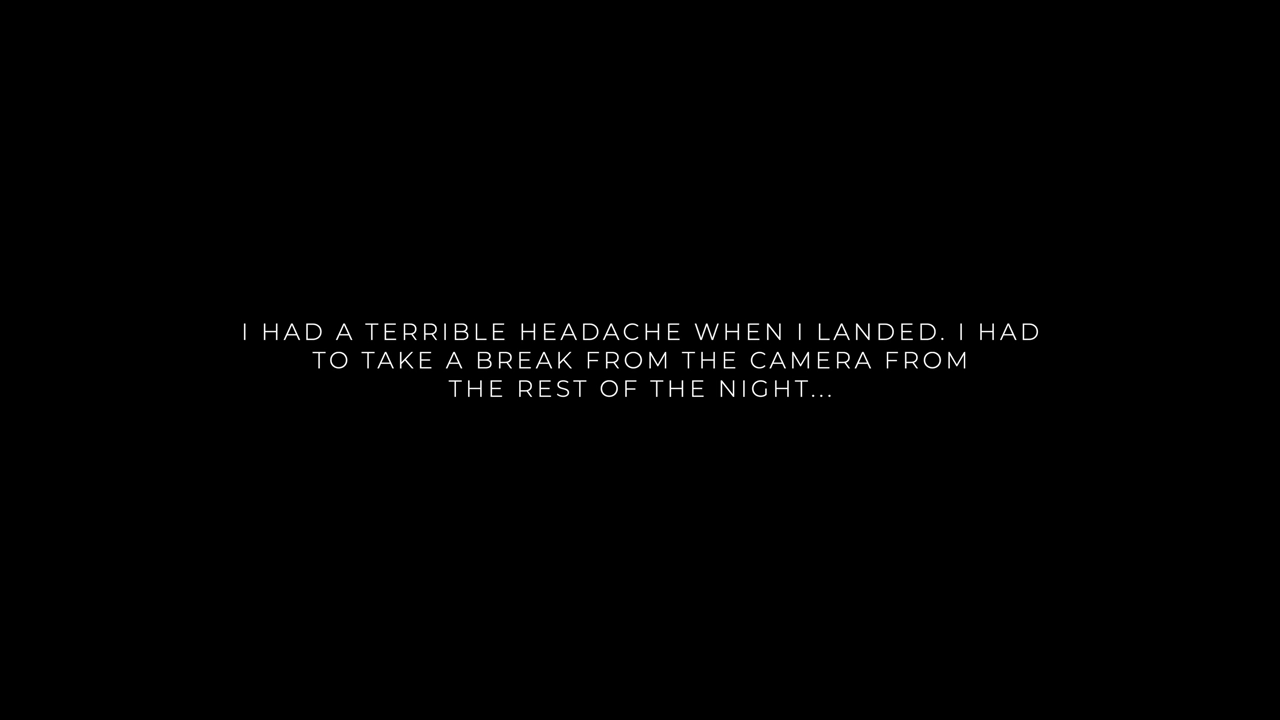 I HAD A TERRIBLE HEADACHE WHEN I LANDED. I HAD
TO TAKE A BREAK FROM THE CAMERA FROM
THE REST OF THE NIGHT...